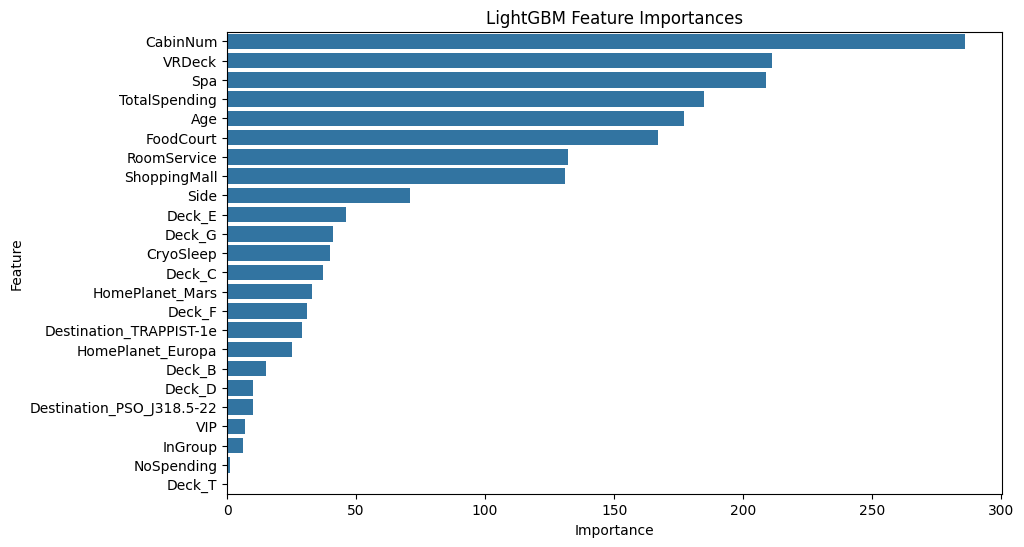 LightGBM Feature Importances
Feature
CabinNum
VRDeck
Spa
TotalSpending
Age
FoodCourt
RoomService
ShoppingMall
Side
Deck_E
Deck_G
CryoSleep
Deck_C
HomePlanet_Mars
Deck_F
Destination_TRAPPIST-1e
HomePlanet_Europa
Deck_B
Deck_D
Destination_PSO_J318.5-22
VIP
InGroup
NoSpending
Deck_T
0 50 100 150 200 250 300
Importance